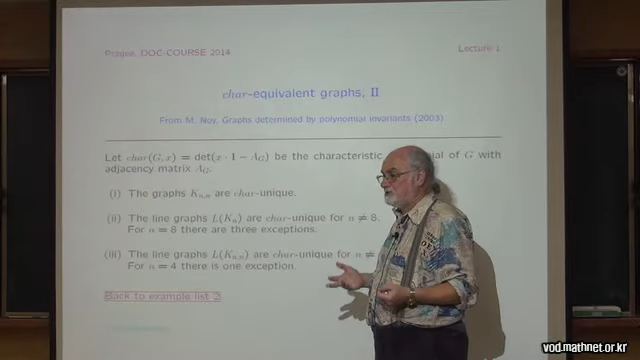 Prague, DOC-COURSE 2014
Lecture 1
char-equivalent graphs, II
From M. Noy, Graphs determined by polynomial invariants (2003)
Let char(G, x) = det(x · 1 − A_G) be the characteristic of G with
adjacency matrix A_G.
(i) The graphs K_{n,n} are char-unique.
(ii) The line graphs L(K_n) are char-unique for n ≠ 8.
For n = 8 there are three exceptions.
(iii) The line graphs L(K_{n,n}) are char-unique for n ≠
For n = 4 there is one exception.
Back to example list 2
vod.mathnet.or.kr